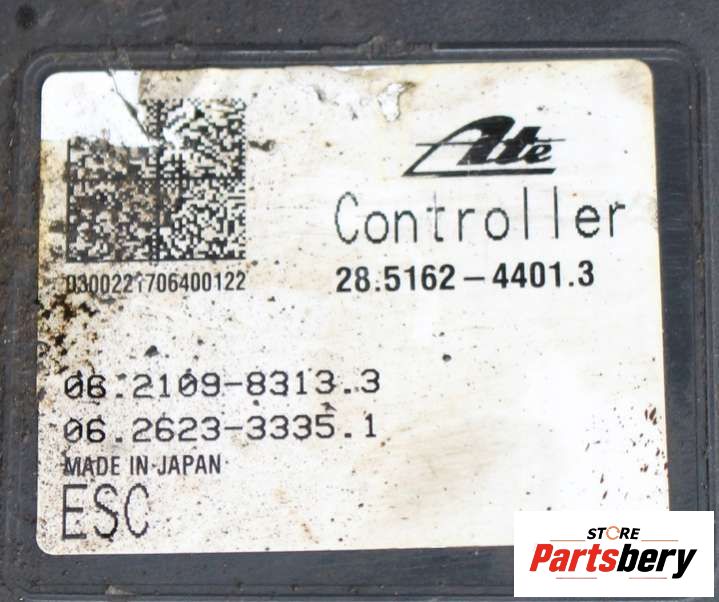 Ate
Controller
0300221706400122
28.5162-4401.3
06.2109-8313.3
06.2623-3335.1
MADE IN JAPAN
ESC
STORE
Partsbery